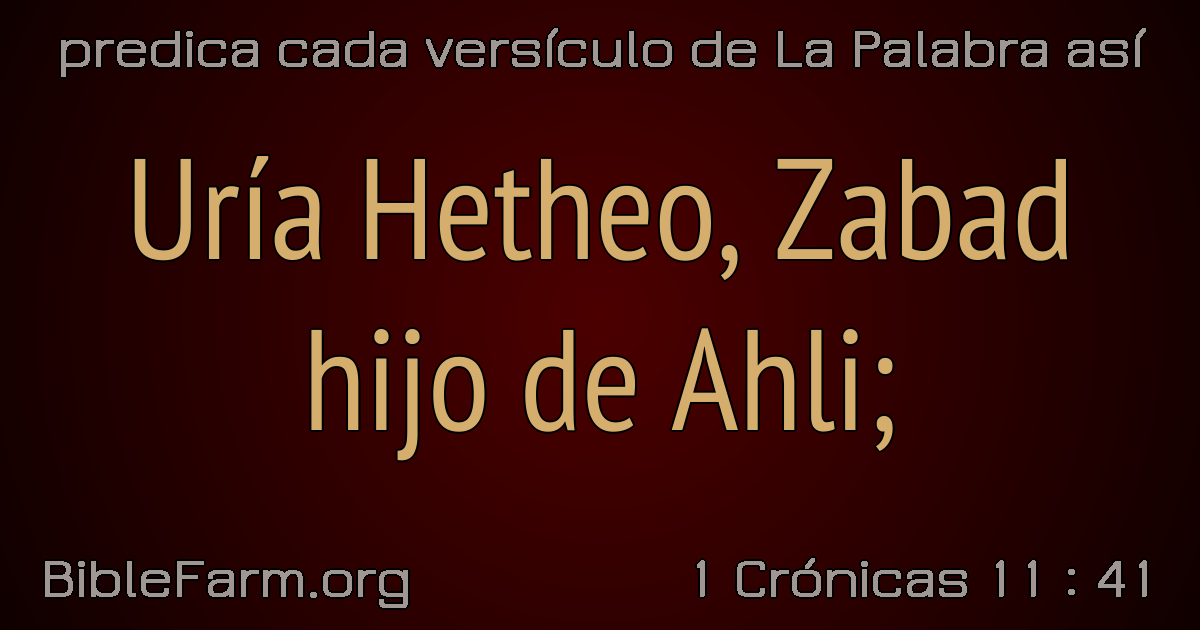 predica cada versículo de La Palabra así
Uría Hetheo, Zabad
hijo de Ahli;
BibleFarm.org
1 Crónicas 11 : 41